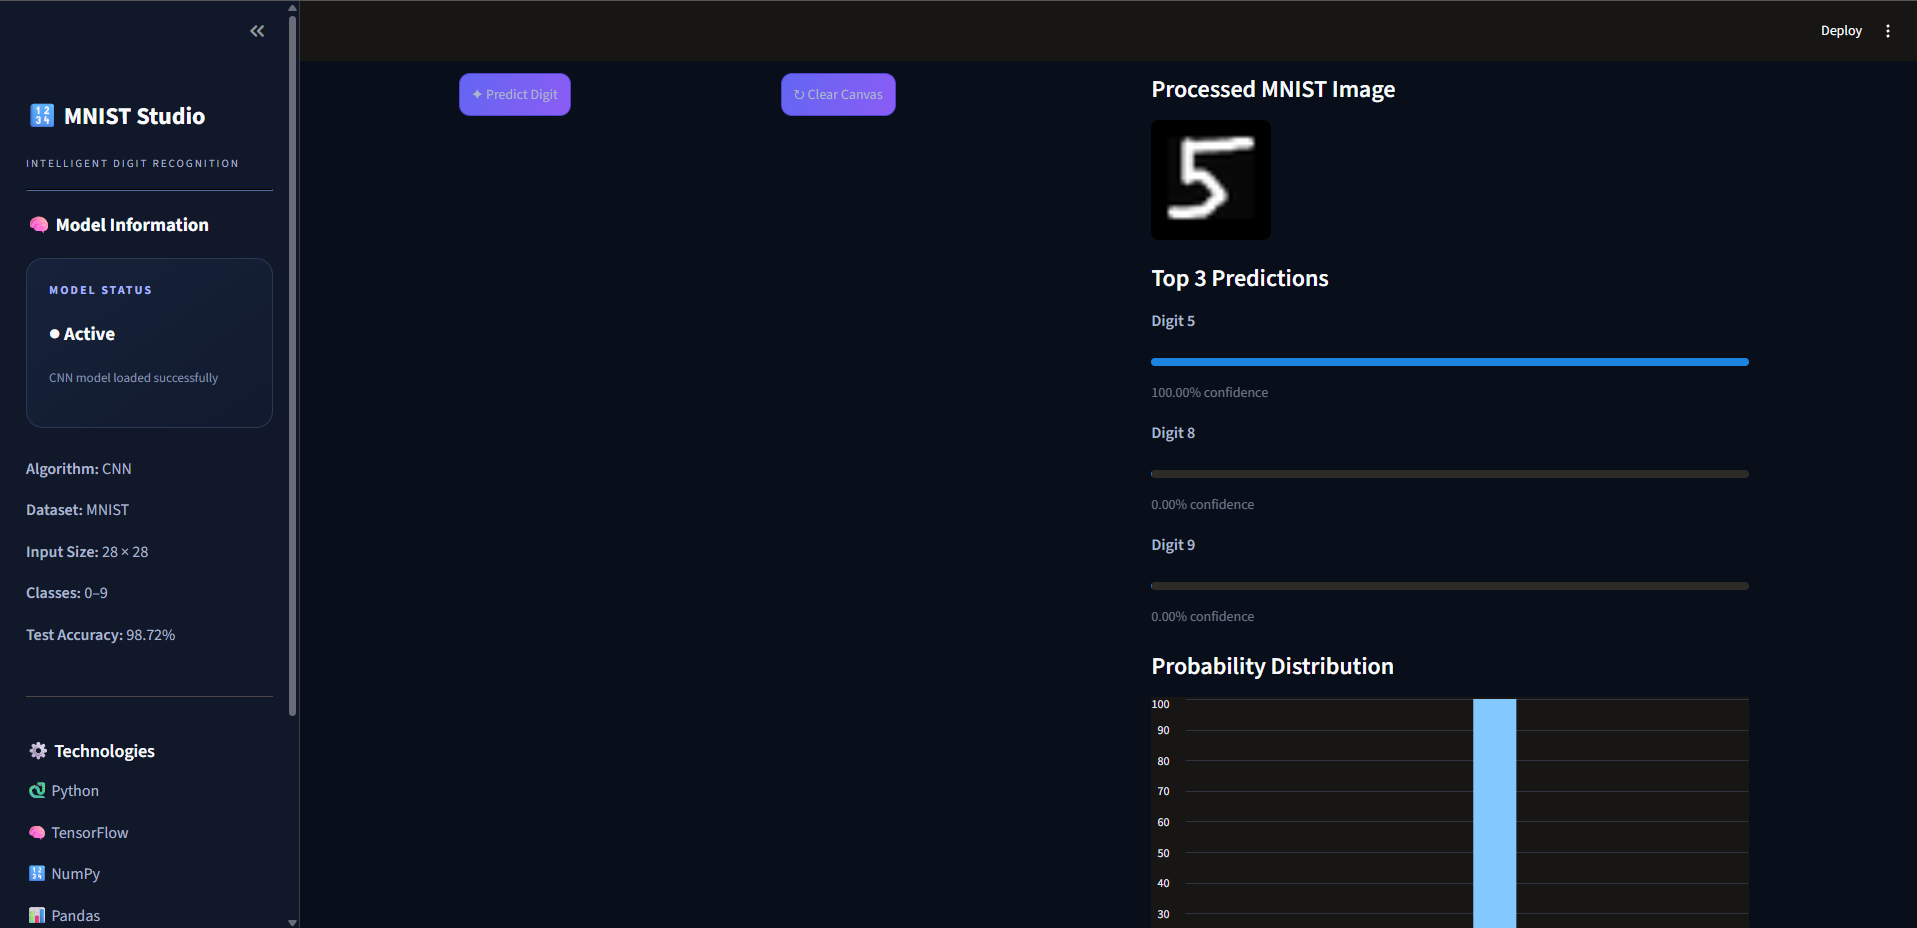 MNIST Studio
INTELLIGENT DIGIT RECOGNITION
🧠 Model Information
MODEL STATUS
● Active
CNN model loaded successfully
Algorithm: CNN
Dataset: MNIST
Input Size: 28 × 28
Classes: 0–9
Test Accuracy: 98.72%
⚙️ Technologies
Python
TensorFlow
NumPy
Pandas
Deploy
✦ Predict Digit
↻ Clear Canvas
Processed MNIST Image
5
Top 3 Predictions
Digit 5
100.00% confidence
Digit 8
0.00% confidence
Digit 9
0.00% confidence
Probability Distribution
100
90
80
70
60
50
40
30